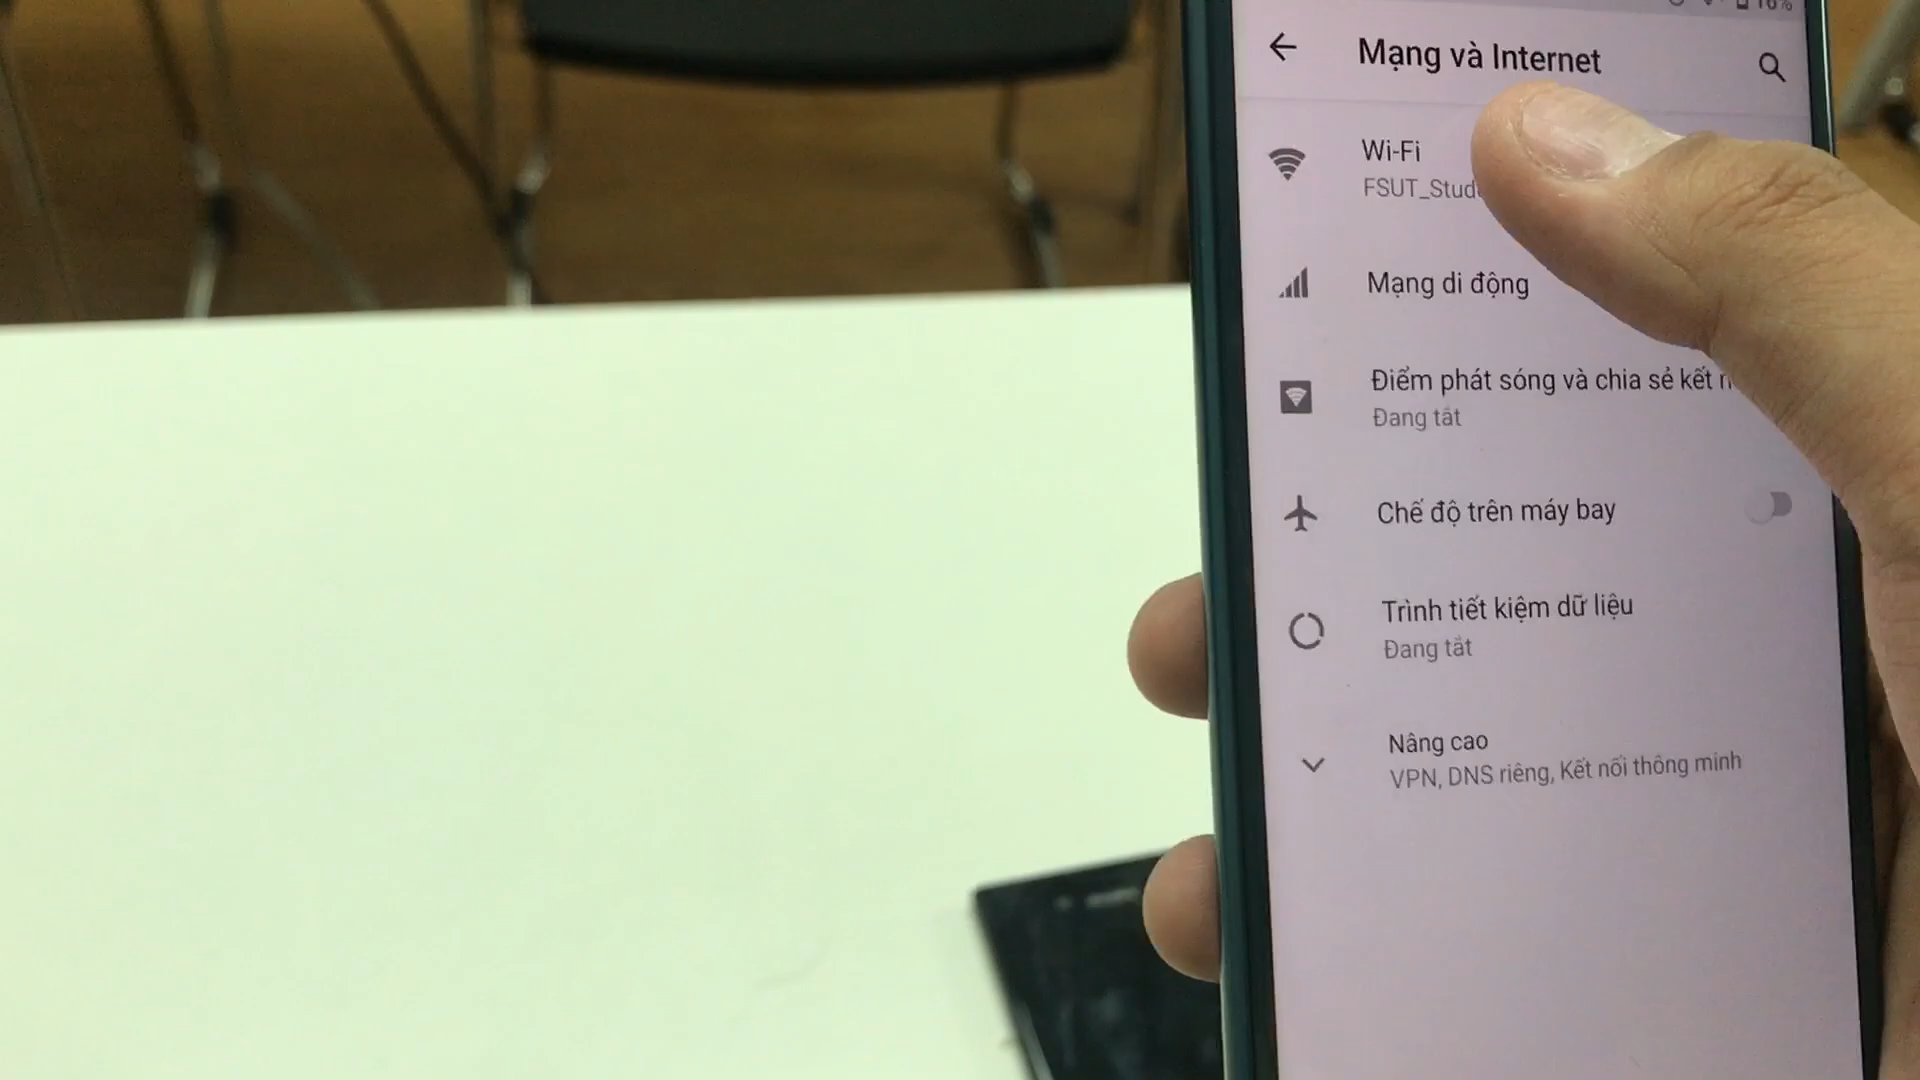 Mạng và Internet
Wi-Fi
Mạng di động
Điểm phát sóng và chia sẻ kết
Đang tắt
Chế độ trên máy bay
Trình tiết kiệm dữ liệu
Đang tắt
Nâng cao
VPN, DNS riêng, Kết nối thông minh